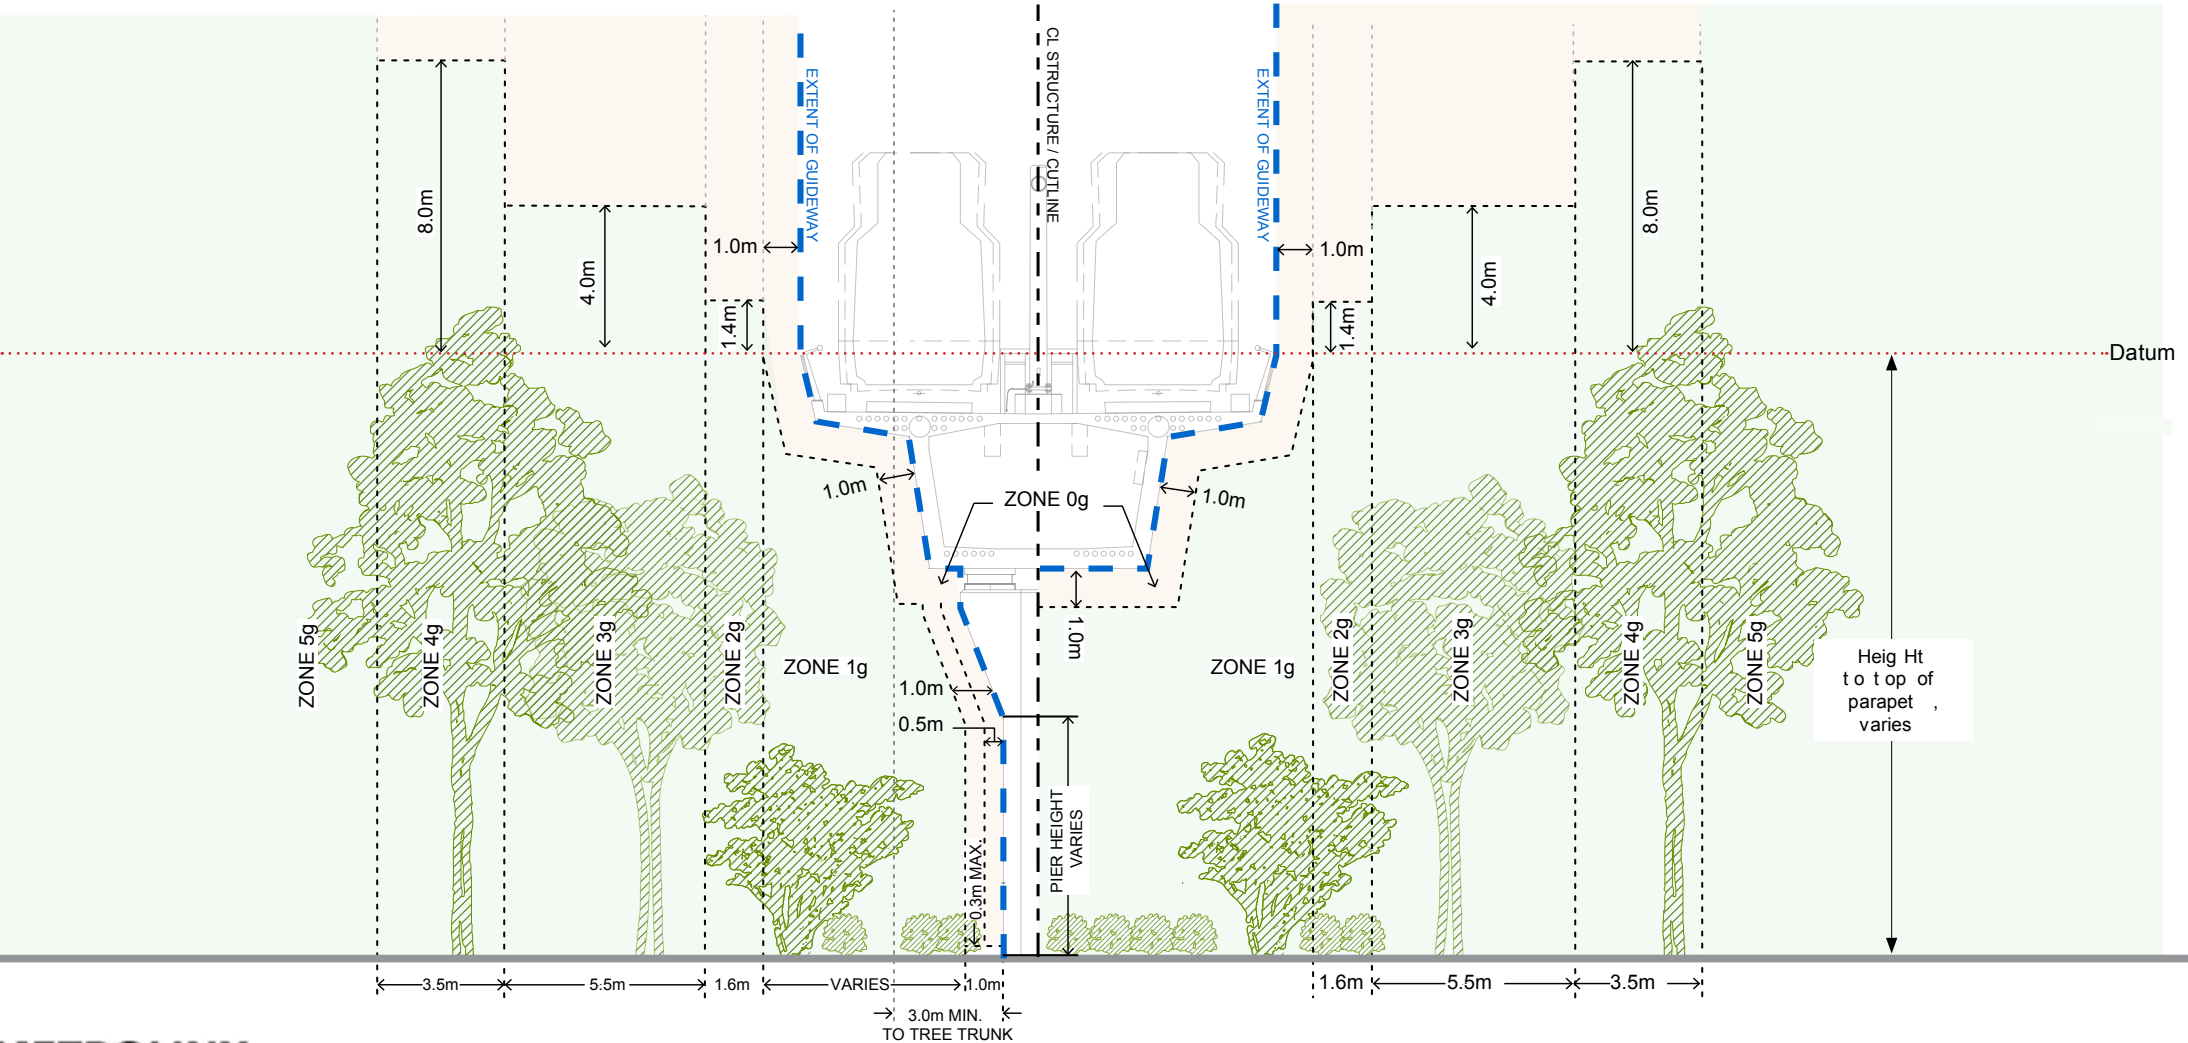 CL STRUCTURE / CUTLINE
EXTENT OF GUIDEWAY
EXTENT OF GUIDEWAY
8.0m
4.0m
1.0m
1.4m
1.0m
1.4m
4.0m
8.0m
Datum
1.0m
ZONE 0g
1.0m
1.0m
ZONE 5g
ZONE 4g
ZONE 3g
ZONE 2g
ZONE 1g
ZONE 1g
ZONE 2g
ZONE 3g
ZONE 4g
ZONE 5g
Heig Ht
to top of
parapet ,
varies
1.0m
0.5m
0.3m MAX.
PIER HEIGHT
VARIES
3.5m
5.5m
1.6m
VARIES
1.0m
1.6m
5.5m
3.5m
3.0m MIN.
TO TREE TRUNK